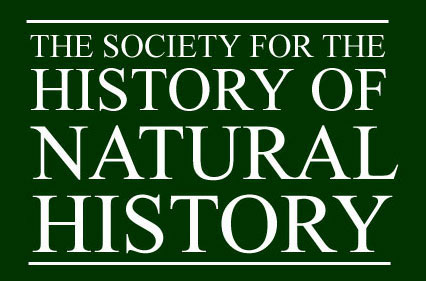 THE SOCIETY FOR THE
HISTORY OF
NATURAL
HISTORY